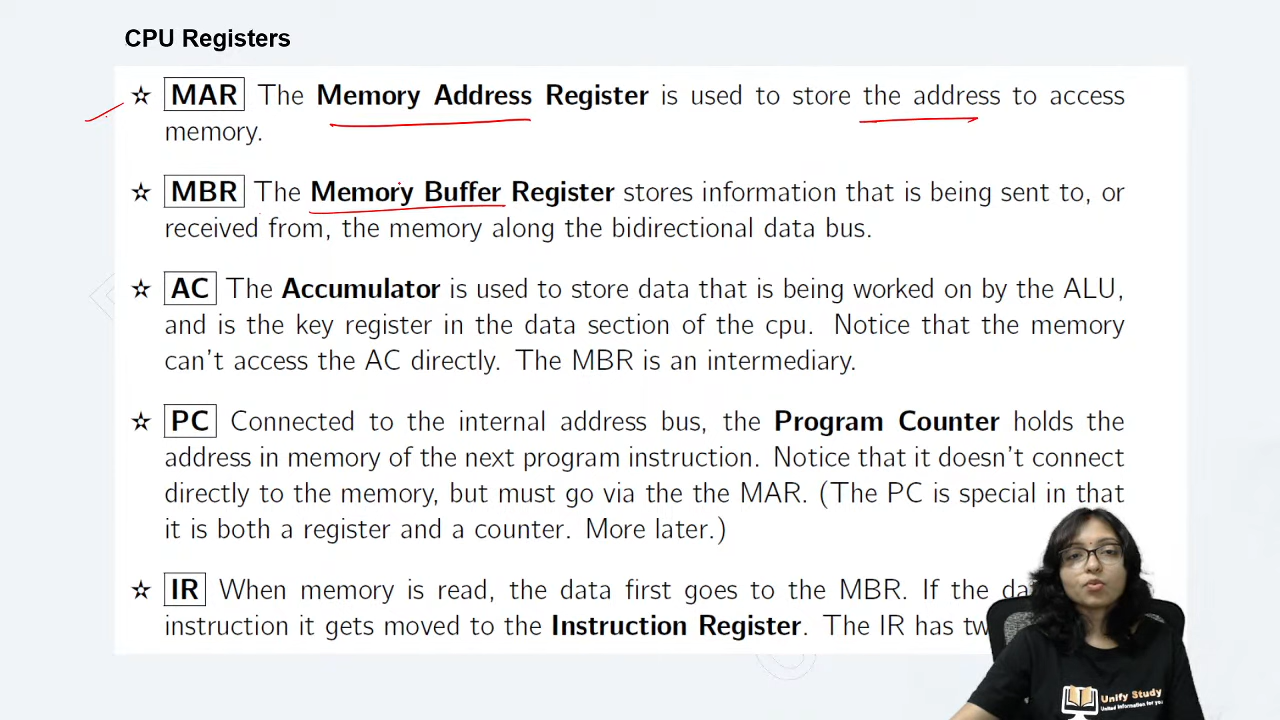 CPU Registers
☆ MAR The Memory Address Register is used to store the address to access
memory.
☆ MBR The Memory Buffer Register stores information that is being sent to, or
received from, the memory along the bidirectional data bus.
☆ AC The Accumulator is used to store data that is being worked on by the ALU,
and is the key register in the data section of the cpu. Notice that the memory
can't access the AC directly. The MBR is an intermediary.
☆ PC Connected to the internal address bus, the Program Counter holds the
address in memory of the next program instruction. Notice that it doesn't connect
directly to the memory, but must go via the the MAR. (The PC is special in that
it is both a register and a counter. More later.)
☆ IR When memory is read, the data first goes to the MBR. If the
instruction it gets moved to the Instruction Register. The IR has
Unify Study
United information for you